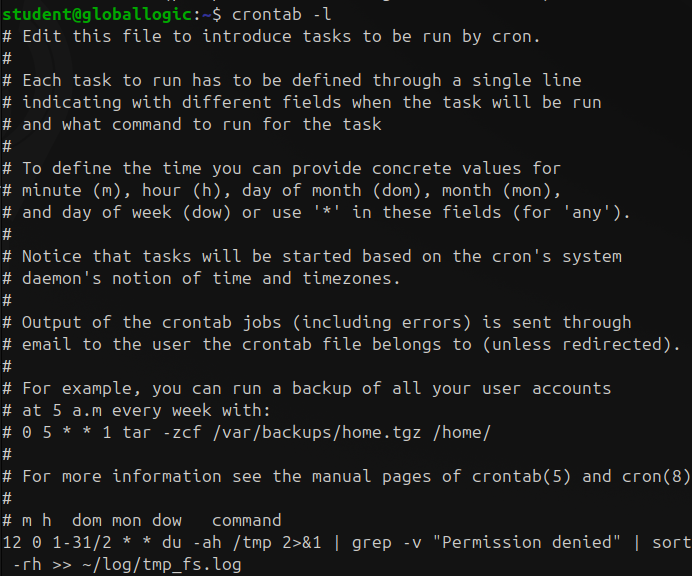 student@globallogic:~$ crontab -l
# Edit this file to introduce tasks to be run by cron.
#
# Each task to run has to be defined through a single line
# indicating with different fields when the task will be run
# and what command to run for the task
#
# To define the time you can provide concrete values for
# minute (m), hour (h), day of month (dom), month (mon),
# and day of week (dow) or use '*' in these fields (for 'any').
#
# Notice that tasks will be started based on the cron's system
# daemon's notion of time and timezones.
#
# Output of the crontab jobs (including errors) is sent through
# email to the user the crontab file belongs to (unless redirected).
#
# For example, you can run a backup of all your user accounts
# at 5 a.m every week with:
# 0 5 * * 1 tar -zcf /var/backups/home.tgz /home/
#
# For more information see the manual pages of crontab(5) and cron(8)
#
# m h  dom mon dow   command
12 0 1-31/2 * * du -ah /tmp 2>&1 | grep -v "Permission denied" | sort
 -rh >> ~/log/tmp_fs.log